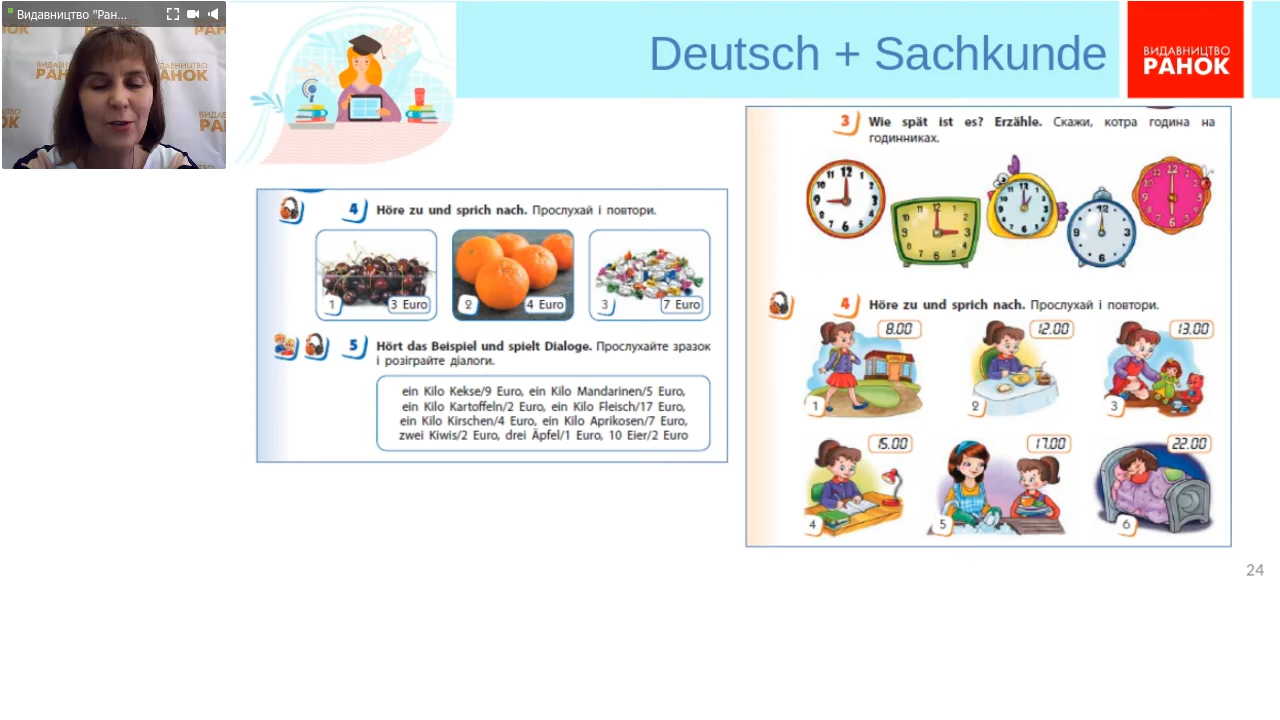 Видавництво "Ран...
Deutsch + Sachkunde
ВИДАВНИЦТВО
РАНОК
4 Höre zu und sprich nach. Прослухай і повтори.
1 3 Euro
2 4 Euro
3 7 Euro
5 Hört das Beispiel und spielt Dialoge. Прослухайте зразок
і розіграйте діалоги.
ein Kilo Kekse/9 Euro, ein Kilo Mandarinen/5 Euro,
ein Kilo Kartoffeln/2 Euro, ein Kilo Fleisch/17 Euro,
ein Kilo Kirschen/4 Euro, ein Kilo Aprikosen/7 Euro,
zwei Kiwis/2 Euro, drei Äpfel/1 Euro, 10 Eier/2 Euro
3 Wie spät ist es? Erzähle. Скажи, котра година на
годинниках.
4 Höre zu und sprich nach. Прослухай і повтори.
8.00
12.00
13.00
1
2
3
15.00
17.00
22.00
4
5
6
24